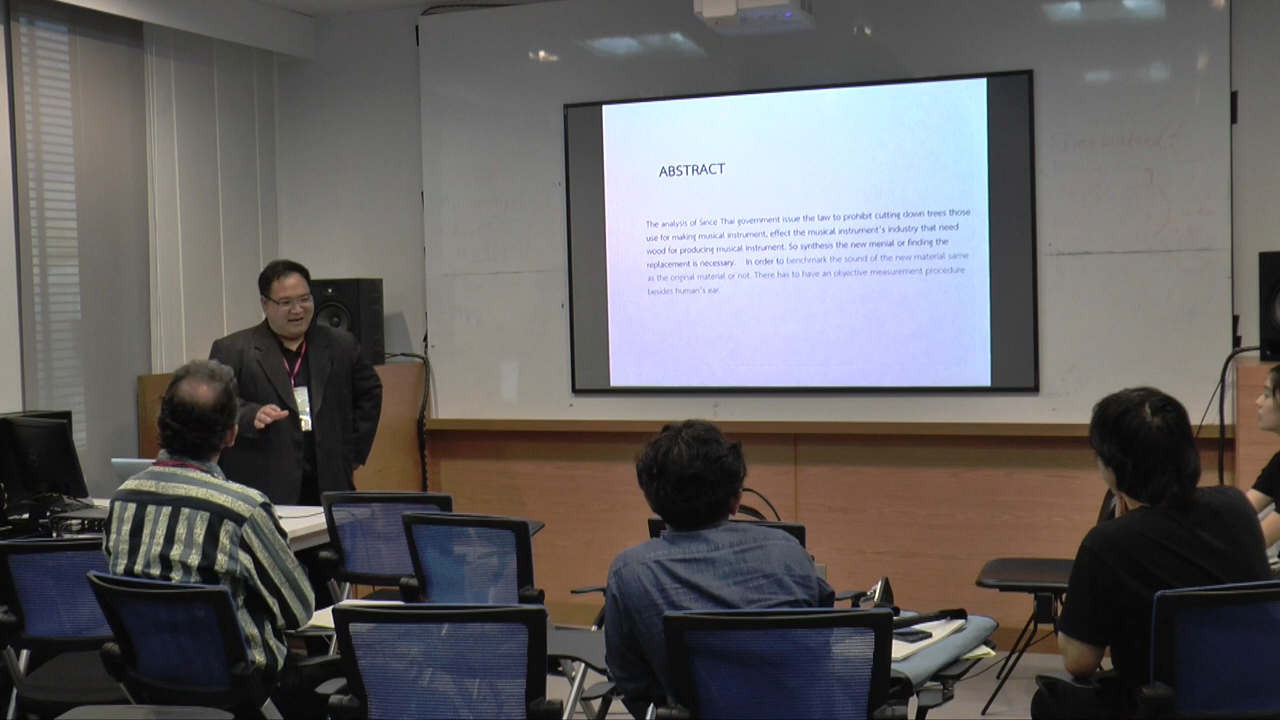 ABSTRACT
The analysis of Since Thai government issue the law to prohibit cutting down trees those
use for making musical instrument, effect the musical instrument's industry that need
wood for producing musical instrument. So synthesis the new menial or finding the
replacement is necessary. In order to benchmark the sound of the new material same
as the original material or not. There has to have an objective measurement procedure
besides human's ear.